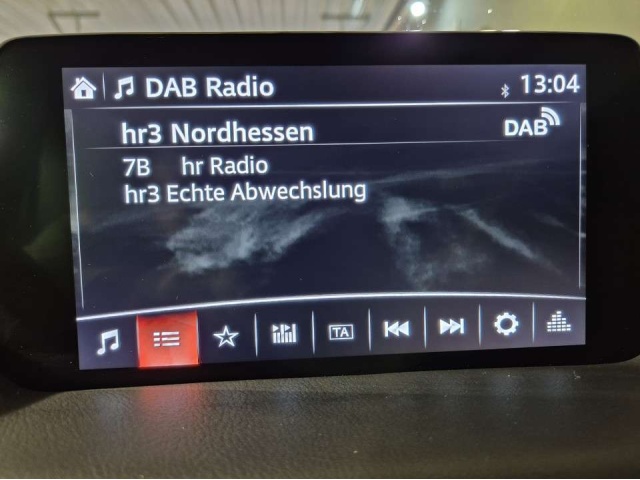 DAB Radio 13:04
hr3 Nordhessen DAB
7B hr Radio
hr3 Echte Abwechslung
TA